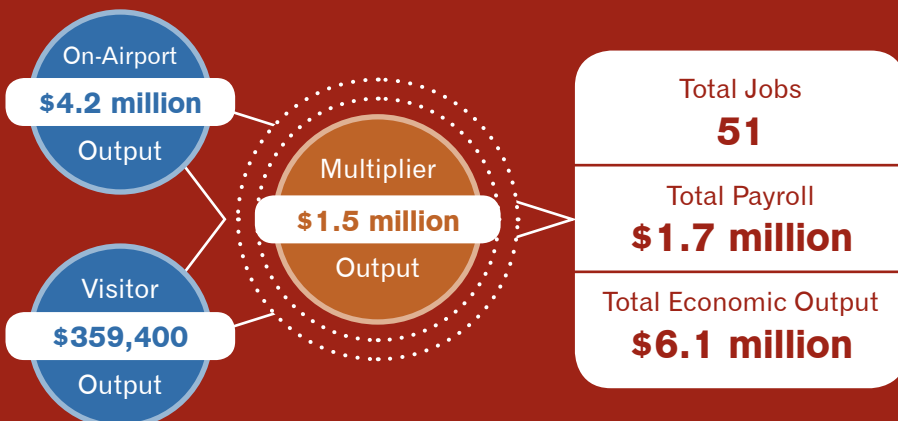 On-Airport
$4.2 million
Output
Visitor
$359,400
Output
Multiplier
$1.5 million
Output
Total Jobs
51
Total Payroll
$1.7 million
Total Economic Output
$6.1 million